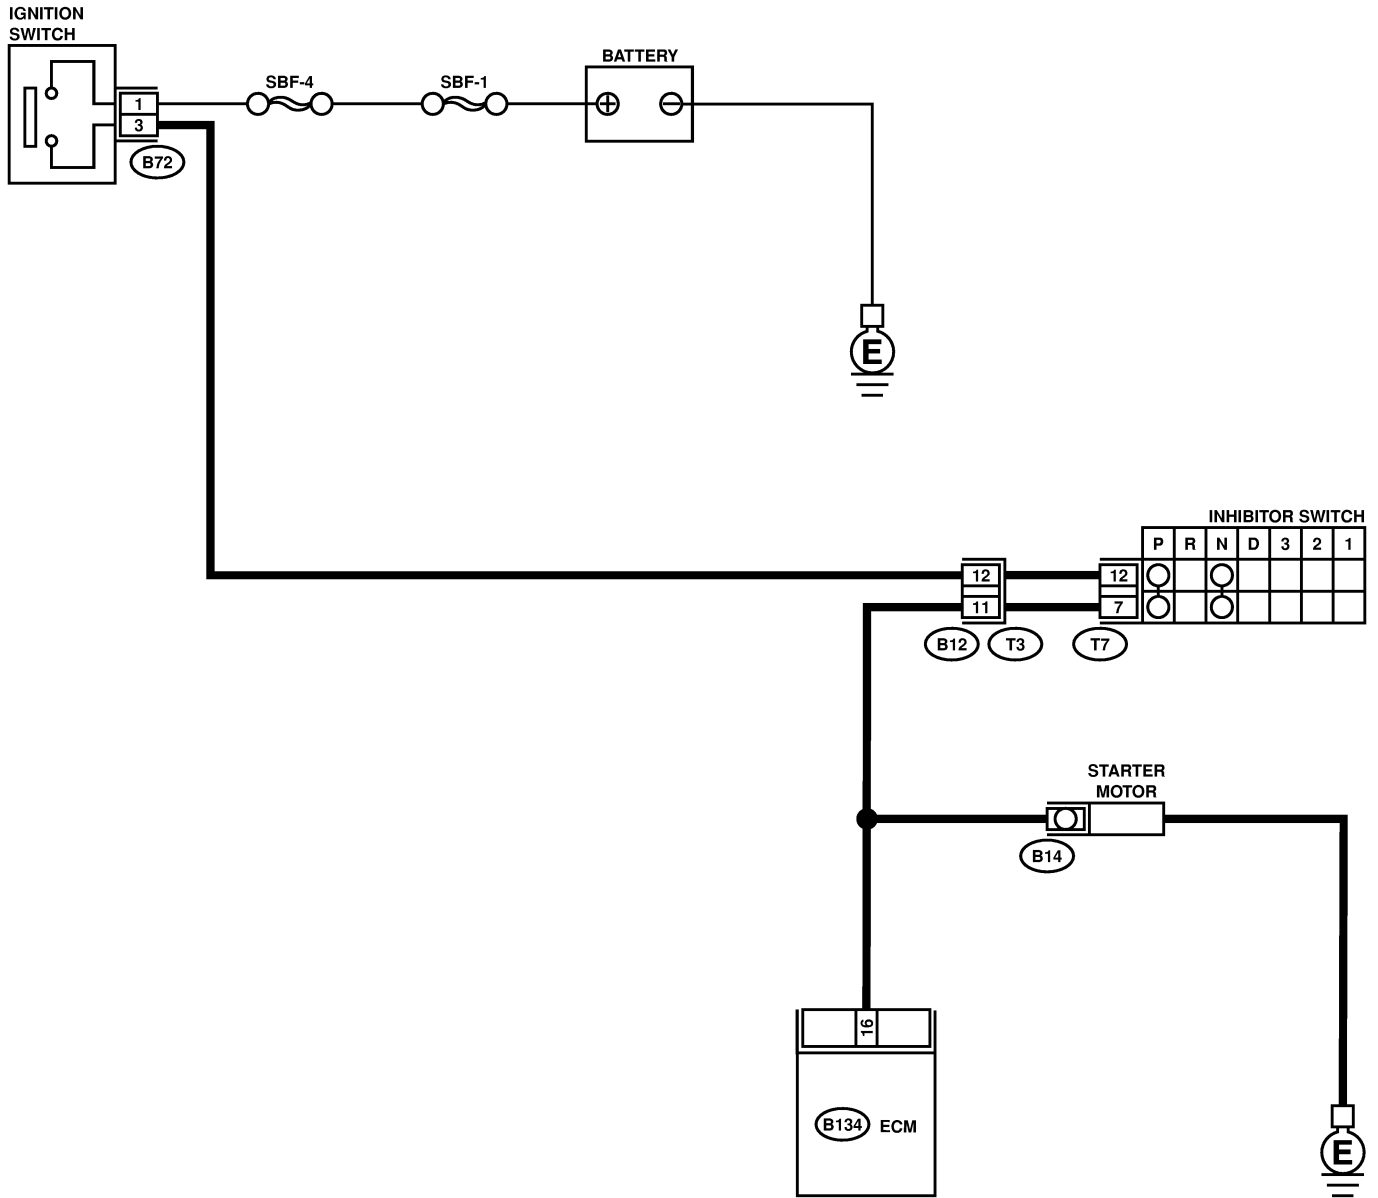 IGNITION
SWITCH
BATTERY
SBF-4
SBF-1
1
3
B72
E
INHIBITOR SWITCH
P R N D 3 2 1
12
12
11
7
B12
T3
T7
STARTER
MOTOR
B14
16
B134
ECM
E